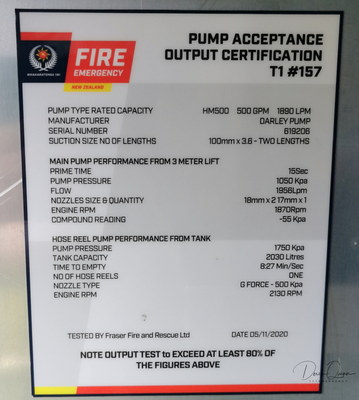 PUMP ACCEPTANCE
OUTPUT CERTIFICATION
T1 #157
FIRE
EMERGENCY
NEW ZEALAND
PUMP TYPE RATED CAPACITY HM500 500 GPM 1890 LPM
MANUFACTURER DARLEY PUMP
SERIAL NUMBER 619206
SUCTION SIZE NO OF LENGTHS 100mm x 3.6 - TWO LENGTHS
MAIN PUMP PERFORMANCE FROM 3 METER LIFT
PRIME TIME 15Sec
PUMP PRESSURE 1050 Kpa
FLOW 1956Lpm
NOZZLES SIZE & QUANTITY 18mm x 2 17mm x 1
ENGINE RPM 1870Rpm
COMPOUND READING -55 Kpa
HOSE REEL PUMP PERFORMANCE FROM TANK
PUMP PRESSURE 1750 Kpa
TANK CAPACITY 2030 Litres
TIME TO EMPTY 8:27 Min/Sec
NO OF HOSE REELS ONE
NOZZLE TYPE G FORCE - 500 Kpa
ENGINE RPM 2130 RPM
TESTED BY Fraser Fire and Rescue Ltd DATE 05/11/2020
NOTE OUTPUT TEST to EXCEED AT LEAST 80% OF
THE FIGURES ABOVE